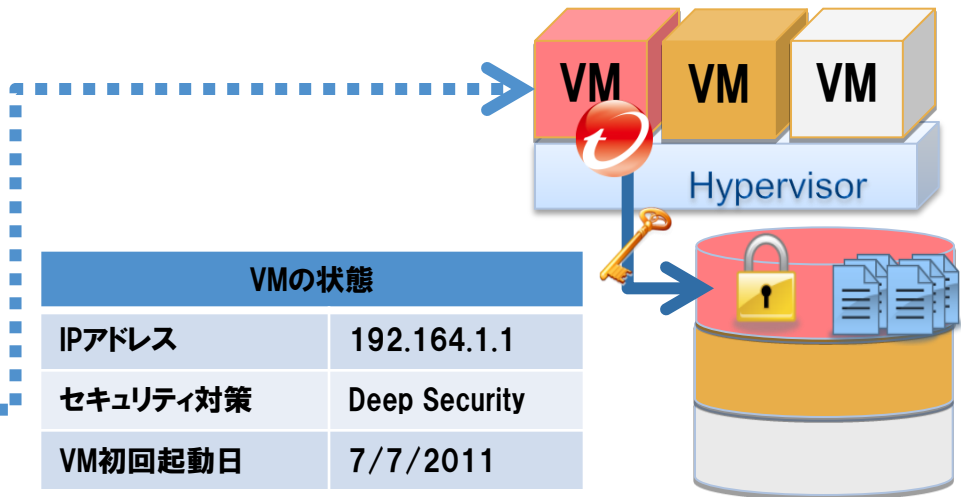 VM VM VM
Hypervisor
VMの状態
IPアドレス 192.164.1.1
セキュリティ対策 Deep Security
VM初回起動日 7/7/2011